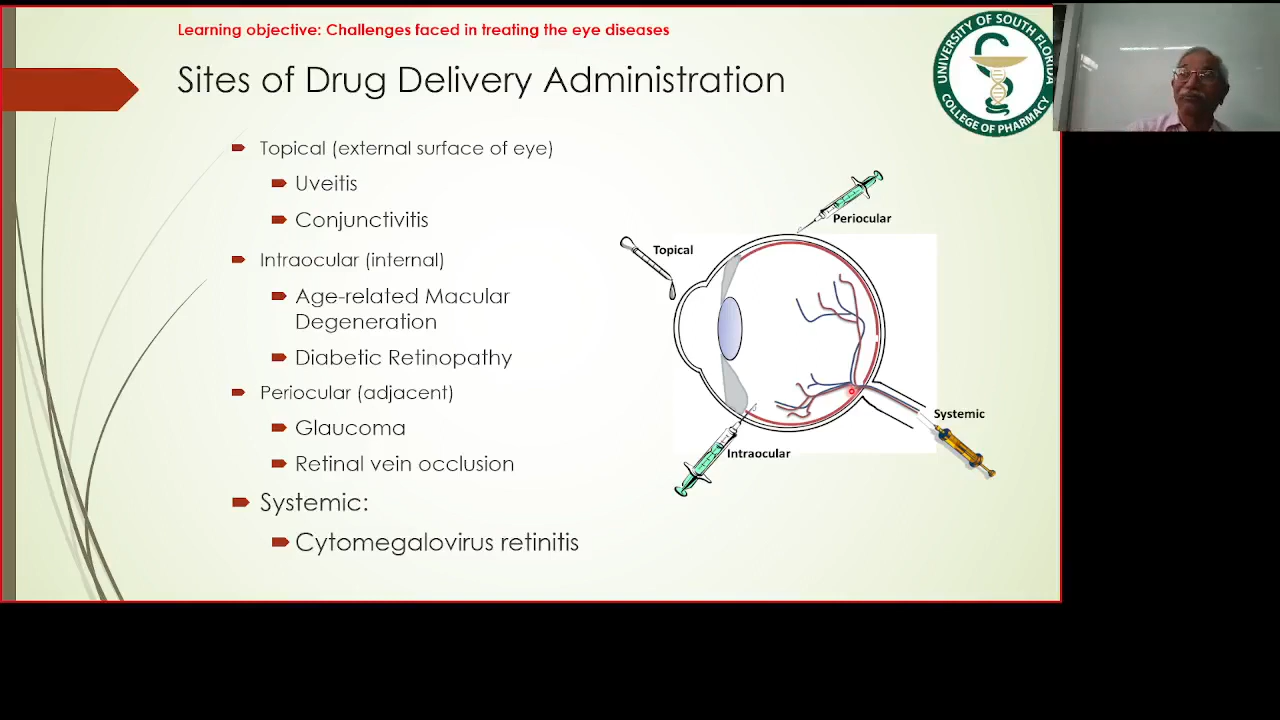 Learning objective: Challenges faced in treating the eye diseases
Sites of Drug Delivery Administration
UNIVERSITY OF SOUTH FLORIDA
COLLEGE OF PHARMACY
Topical (external surface of eye)
Uveitis
Conjunctivitis
Intraocular (internal)
Age-related Macular
Degeneration
Diabetic Retinopathy
Periocular (adjacent)
Glaucoma
Retinal vein occlusion
Systemic:
Cytomegalovirus retinitis
Periocular
Topical
Systemic
Intraocular